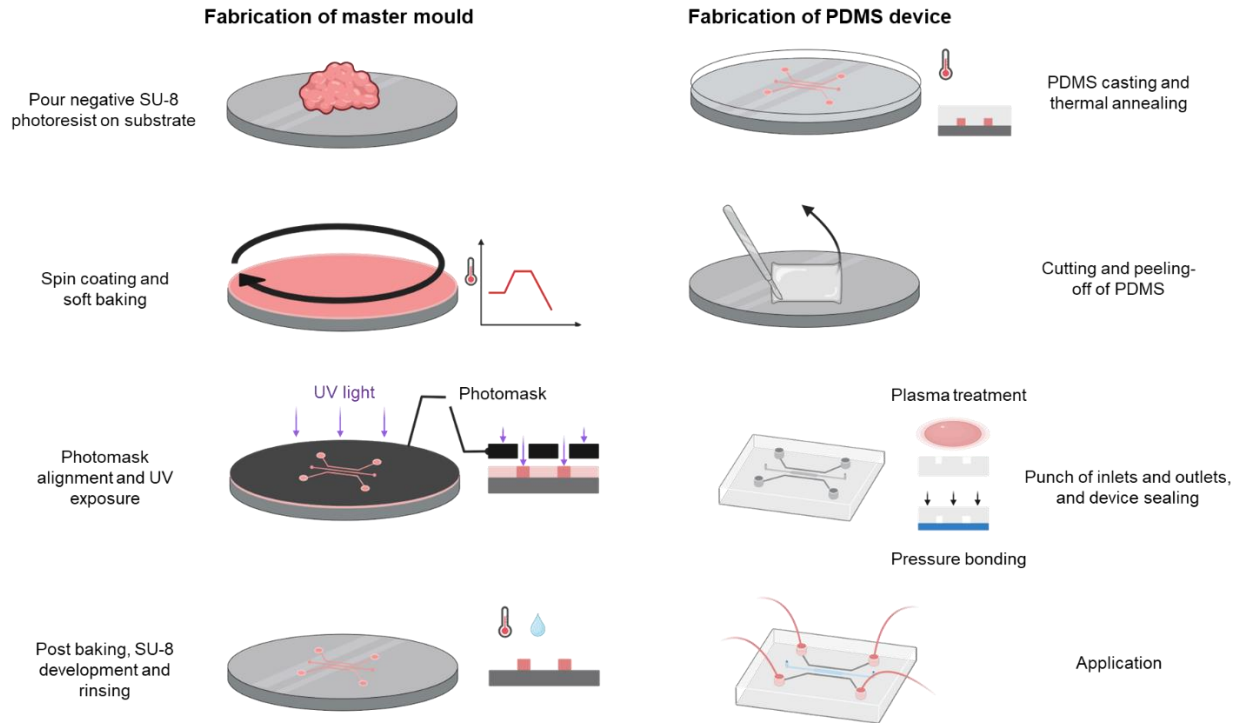 Fabrication of master mould
Pour negative SU-8
photoresist on substrate
Spin coating and
soft baking
UV light
Photomask
Photomask
alignment and UV
exposure
Post baking, SU-8
development and
rinsing
Fabrication of PDMS device
PDMS casting and
thermal annealing
Cutting and peeling-
off of PDMS
Plasma treatment
Punch of inlets and outlets,
and device sealing
Pressure bonding
Application